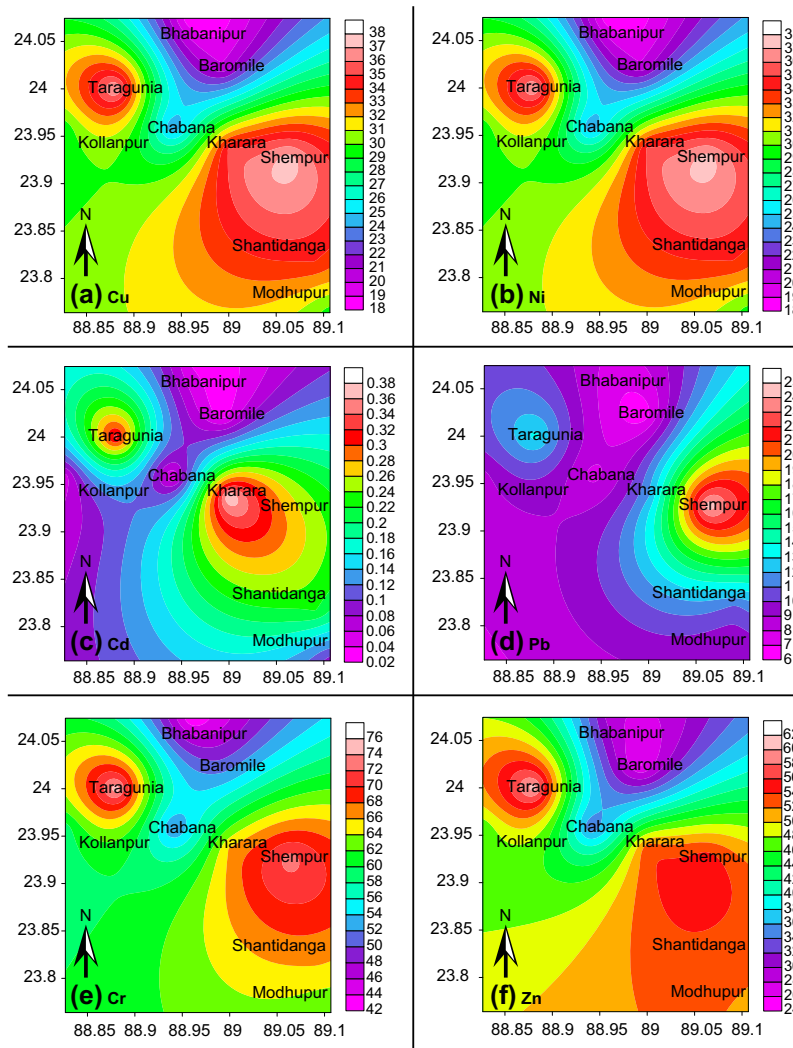 24.05
24
23.95
23.9
23.85
23.8
Bhabanipur
Baromile
Taragunia
Chabana
Kollanpur
Kharara
Shempur
Shantidanga
Modhupur
N
(a) Cu
88.85 88.9 88.95 89 89.05 89.1
38
37
36
35
34
33
31
30
29
28
27
26
25
24
23
22
21
20
19
18
24.05
24
23.95
23.9
23.85
23.8
Bhabanipur
Baromile
Taragunia
Chabana
Kollanpur
Kharara
Shempur
Shantidanga
Modhupur
N
(b) Ni
88.85 88.9 88.95 89 89.05 89.1
24.05
24
23.95
23.9
23.85
23.8
Bhabanipur
Baromile
Taragunia
Chabana
Kollanpur
Kharara
Shempur
Shantidanga
Modhupur
N
(c) Cd
88.85 88.9 88.95 89 89.05 89.1
0.38
0.36
0.34
0.32
0.3
0.28
0.26
0.24
0.22
0.2
0.18
0.16
0.14
0.12
0.1
0.08
0.06
0.04
0.02
24.05
24
23.95
23.9
23.85
23.8
Bhabanipur
Baromile
Taragunia
Chabana
Kollanpur
Kharara
Shempur
Shantidanga
Modhupur
N
(d) Pb
88.85 88.9 88.95 89 89.05 89.1
24.05
24
23.95
23.9
23.85
23.8
Bhabanipur
Baromile
Taragunia
Chabana
Kollanpur
Kharara
Shempur
Shantidanga
Modhupur
N
(e) Cr
88.85 88.9 88.95 89 89.05 89.1
76
74
72
70
68
66
64
62
60
58
56
54
52
50
48
46
44
42
24.05
24
23.95
23.9
23.85
23.8
Bhabanipur
Baromile
Taragunia
Chabana
Kollanpur
Kharara
Shempur
Shantidanga
Modhupur
N
(f) Zn
88.85 88.9 88.95 89 89.05 89.1